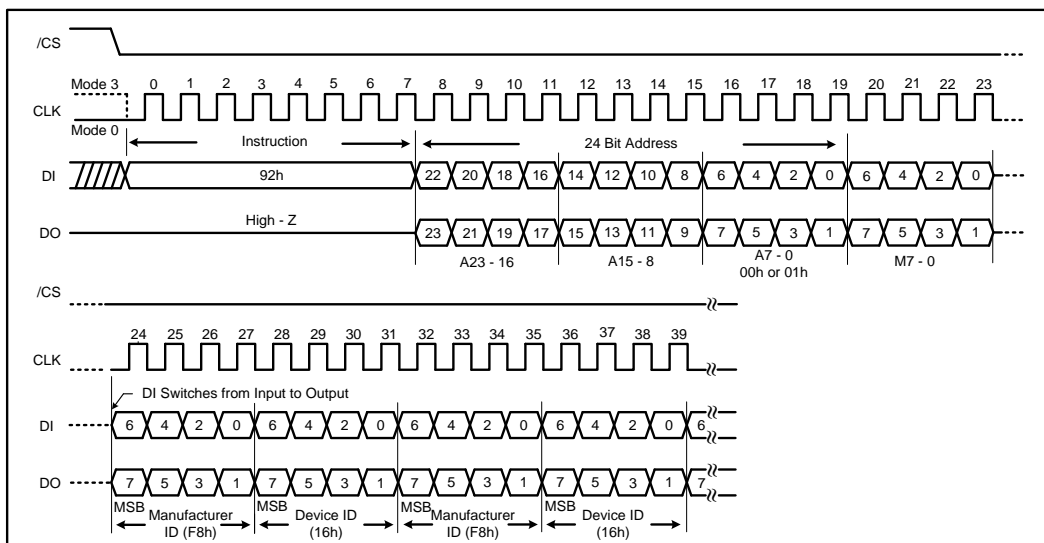 /CS
Mode 3 0 1 2 3 4 5 6 7 8 9 10 11 12 13 14 15 16 17 18 19 20 21 22 23
CLK
Mode 0
Instruction 24 Bit Address
DI 92h 22 20 18 16 14 12 10 8 6 4 2 0 6 4 2 0
High - Z
DO 23 21 19 17 15 13 11 9 7 5 3 1 7 5 3 1
A23 - 16 A15 - 8 A7 - 0 M7 - 0
00h or 01h
/CS
24 25 26 27 28 29 30 31 32 33 34 35 36 37 38 39
CLK
DI Switches from Input to Output
DI 6 4 2 0 6 4 2 0 6 4 2 0 6 4 2 0 6
DO 7 5 3 1 7 5 3 1 7 5 3 1 7 5 3 1 7
MSB MSB MSB MSB
Manufacturer Device ID Manufacturer Device ID
ID (F8h) (16h) ID (F8h) (16h)